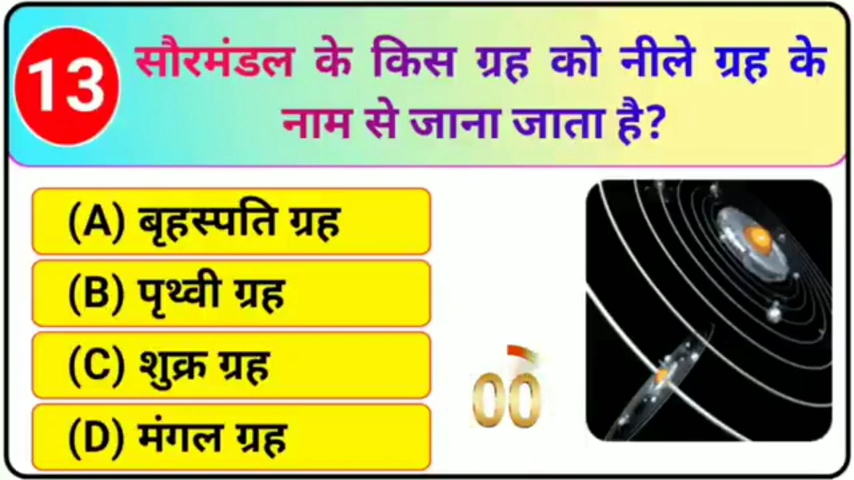 13
सौरमंडल के किस ग्रह को नीले ग्रह के
नाम से जाना जाता है?
(A) बृहस्पति ग्रह
(B) पृथ्वी ग्रह
(C) शुक्र ग्रह
(D) मंगल ग्रह
00